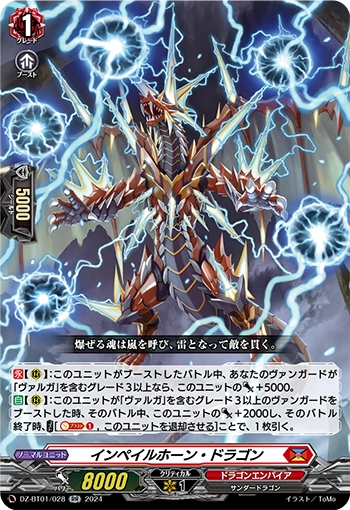 1
グレード
ブースト
5000
シールド
爆ぜる魂は嵐を呼び、雷となって敵を貫く。
【永】【(R)】:このユニットがブーストしたバトル中、あなたのヴァンガードが
「ヴァルガ」を含むグレード3以上なら、このユニットの+5000。
【自】【(R)】:このユニットが「ヴァルガ」を含むグレード3以上のヴァンガードを
ブーストした時、そのバトル中、このユニットの+2000し、そのバトル
終了時、【ブラスト1、このユニットを退却させる】ことで、1枚引く。
ノーマルユニット
インペイルホーン・ドラゴン
DZ-BT01/028 RR 2024
パワー
8000
クリティカル
1
ドラゴンエンパイア
サンダードラゴン
イラスト/ToMo